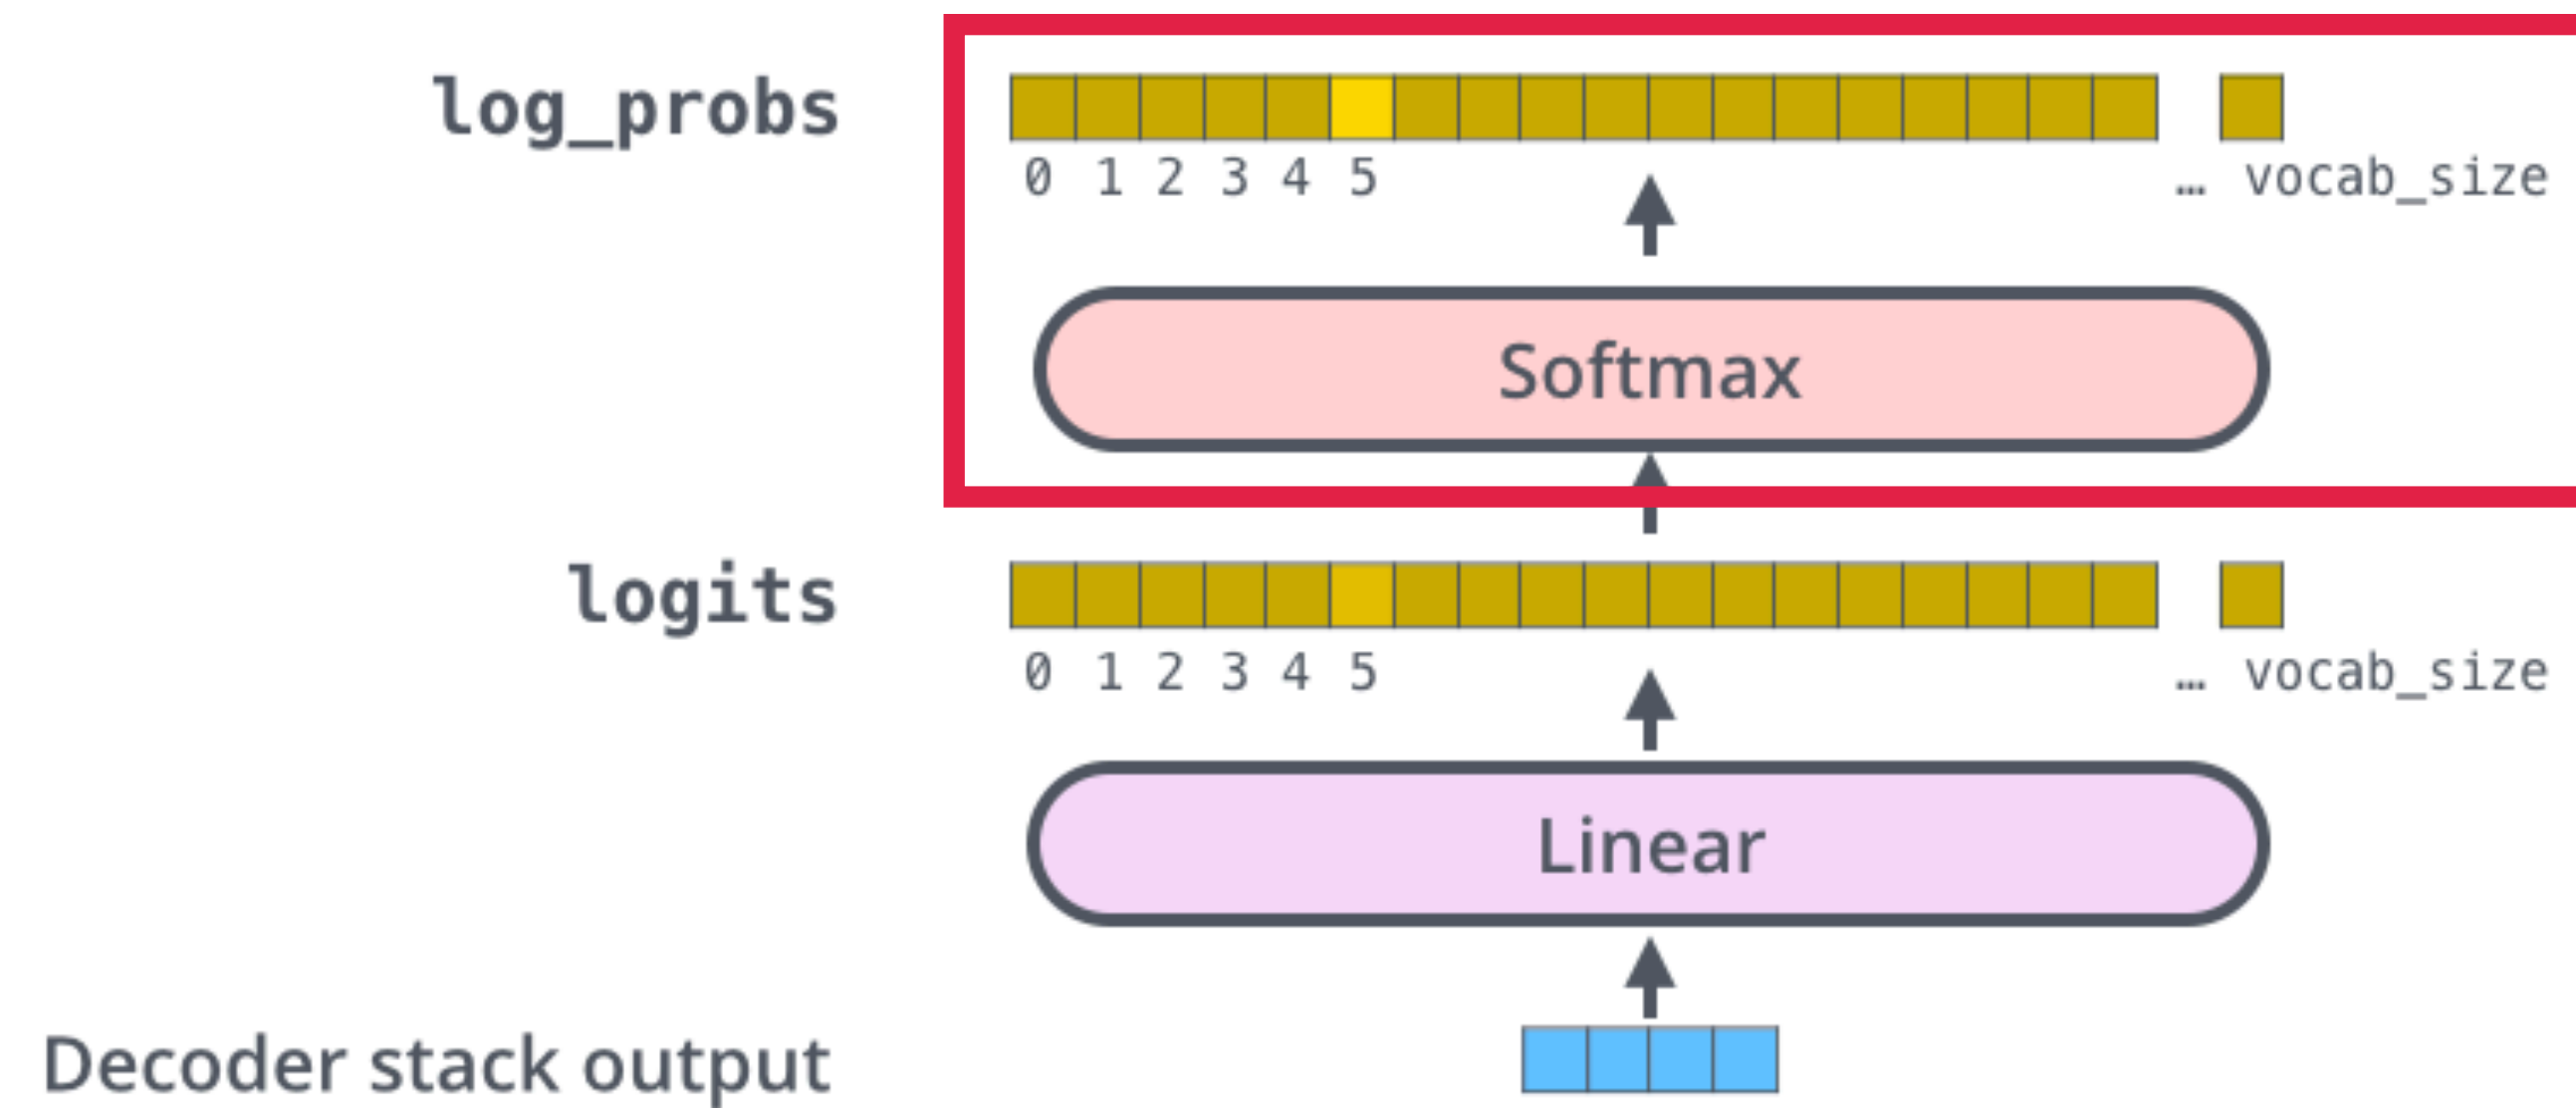 log_probs
0 1 2 3 4 5 … vocab_size
Softmax
logits
0 1 2 3 4 5 … vocab_size
Linear
Decoder stack output